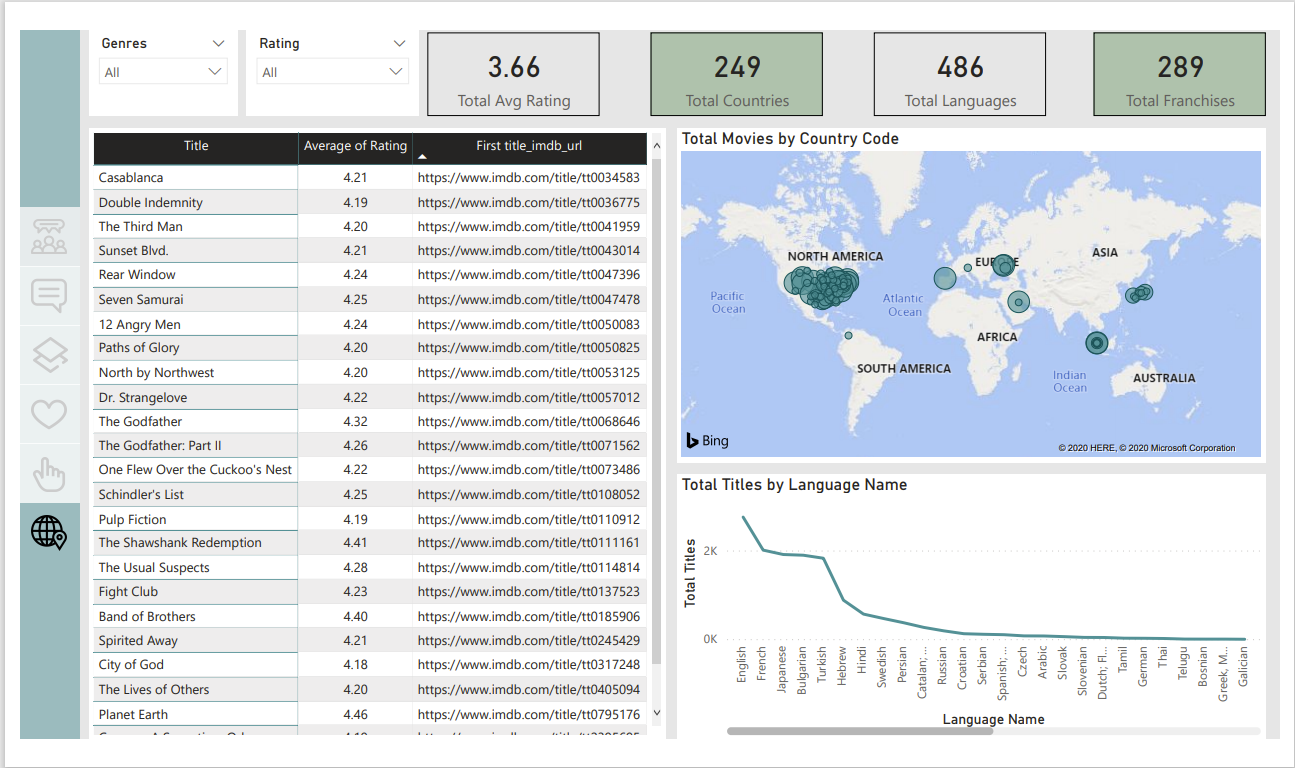 Genres
All
Rating
All
3.66
Total Avg Rating
249
Total Countries
486
Total Languages
289
Total Franchises
Title Average of Rating First title_imdb_url
Casablanca 4.21 https://www.imdb.com/title/tt0034583
Double Indemnity 4.19 https://www.imdb.com/title/tt0036775
The Third Man 4.20 https://www.imdb.com/title/tt0041959
Sunset Blvd. 4.21 https://www.imdb.com/title/tt0043014
Rear Window 4.24 https://www.imdb.com/title/tt0047396
Seven Samurai 4.25 https://www.imdb.com/title/tt0047478
12 Angry Men 4.24 https://www.imdb.com/title/tt0050083
Paths of Glory 4.20 https://www.imdb.com/title/tt0050825
North by Northwest 4.20 https://www.imdb.com/title/tt0053125
Dr. Strangelove 4.22 https://www.imdb.com/title/tt0057012
The Godfather 4.32 https://www.imdb.com/title/tt0068646
The Godfather: Part II 4.26 https://www.imdb.com/title/tt0071562
One Flew Over the Cuckoo's Nest 4.22 https://www.imdb.com/title/tt0073486
Schindler's List 4.25 https://www.imdb.com/title/tt0108052
Pulp Fiction 4.19 https://www.imdb.com/title/tt0110912
The Shawshank Redemption 4.41 https://www.imdb.com/title/tt0111161
The Usual Suspects 4.28 https://www.imdb.com/title/tt0114814
Fight Club 4.23 https://www.imdb.com/title/tt0137523
Band of Brothers 4.40 https://www.imdb.com/title/tt0185906
Spirited Away 4.21 https://www.imdb.com/title/tt0245429
City of God 4.18 https://www.imdb.com/title/tt0317248
The Lives of Others 4.20 https://www.imdb.com/title/tt0405094
Planet Earth 4.46 https://www.imdb.com/title/tt0795176
Total Movies by Country Code
NORTH AMERICA
ASIA
Pacific
Ocean
Atlantic
Ocean
AFRICA
SOUTH AMERICA
Indian
Ocean
AUSTRALIA
Bing
© 2020 HERE, © 2020 Microsoft Corporation
Total Titles by Language Name
Total Titles
2K
0K
English
French
Japanese
Bulgarian
Turkish
Hebrew
Hindi
Swedish
Persian
Catalan; ...
Russian
Croatian
Serbian
Spanish; ...
Czech
Arabic
Slovak
Slovenian
Dutch; Fl...
Tamil
German
Thai
Telugu
Bosnian
Greek, M...
Galician
Language Name